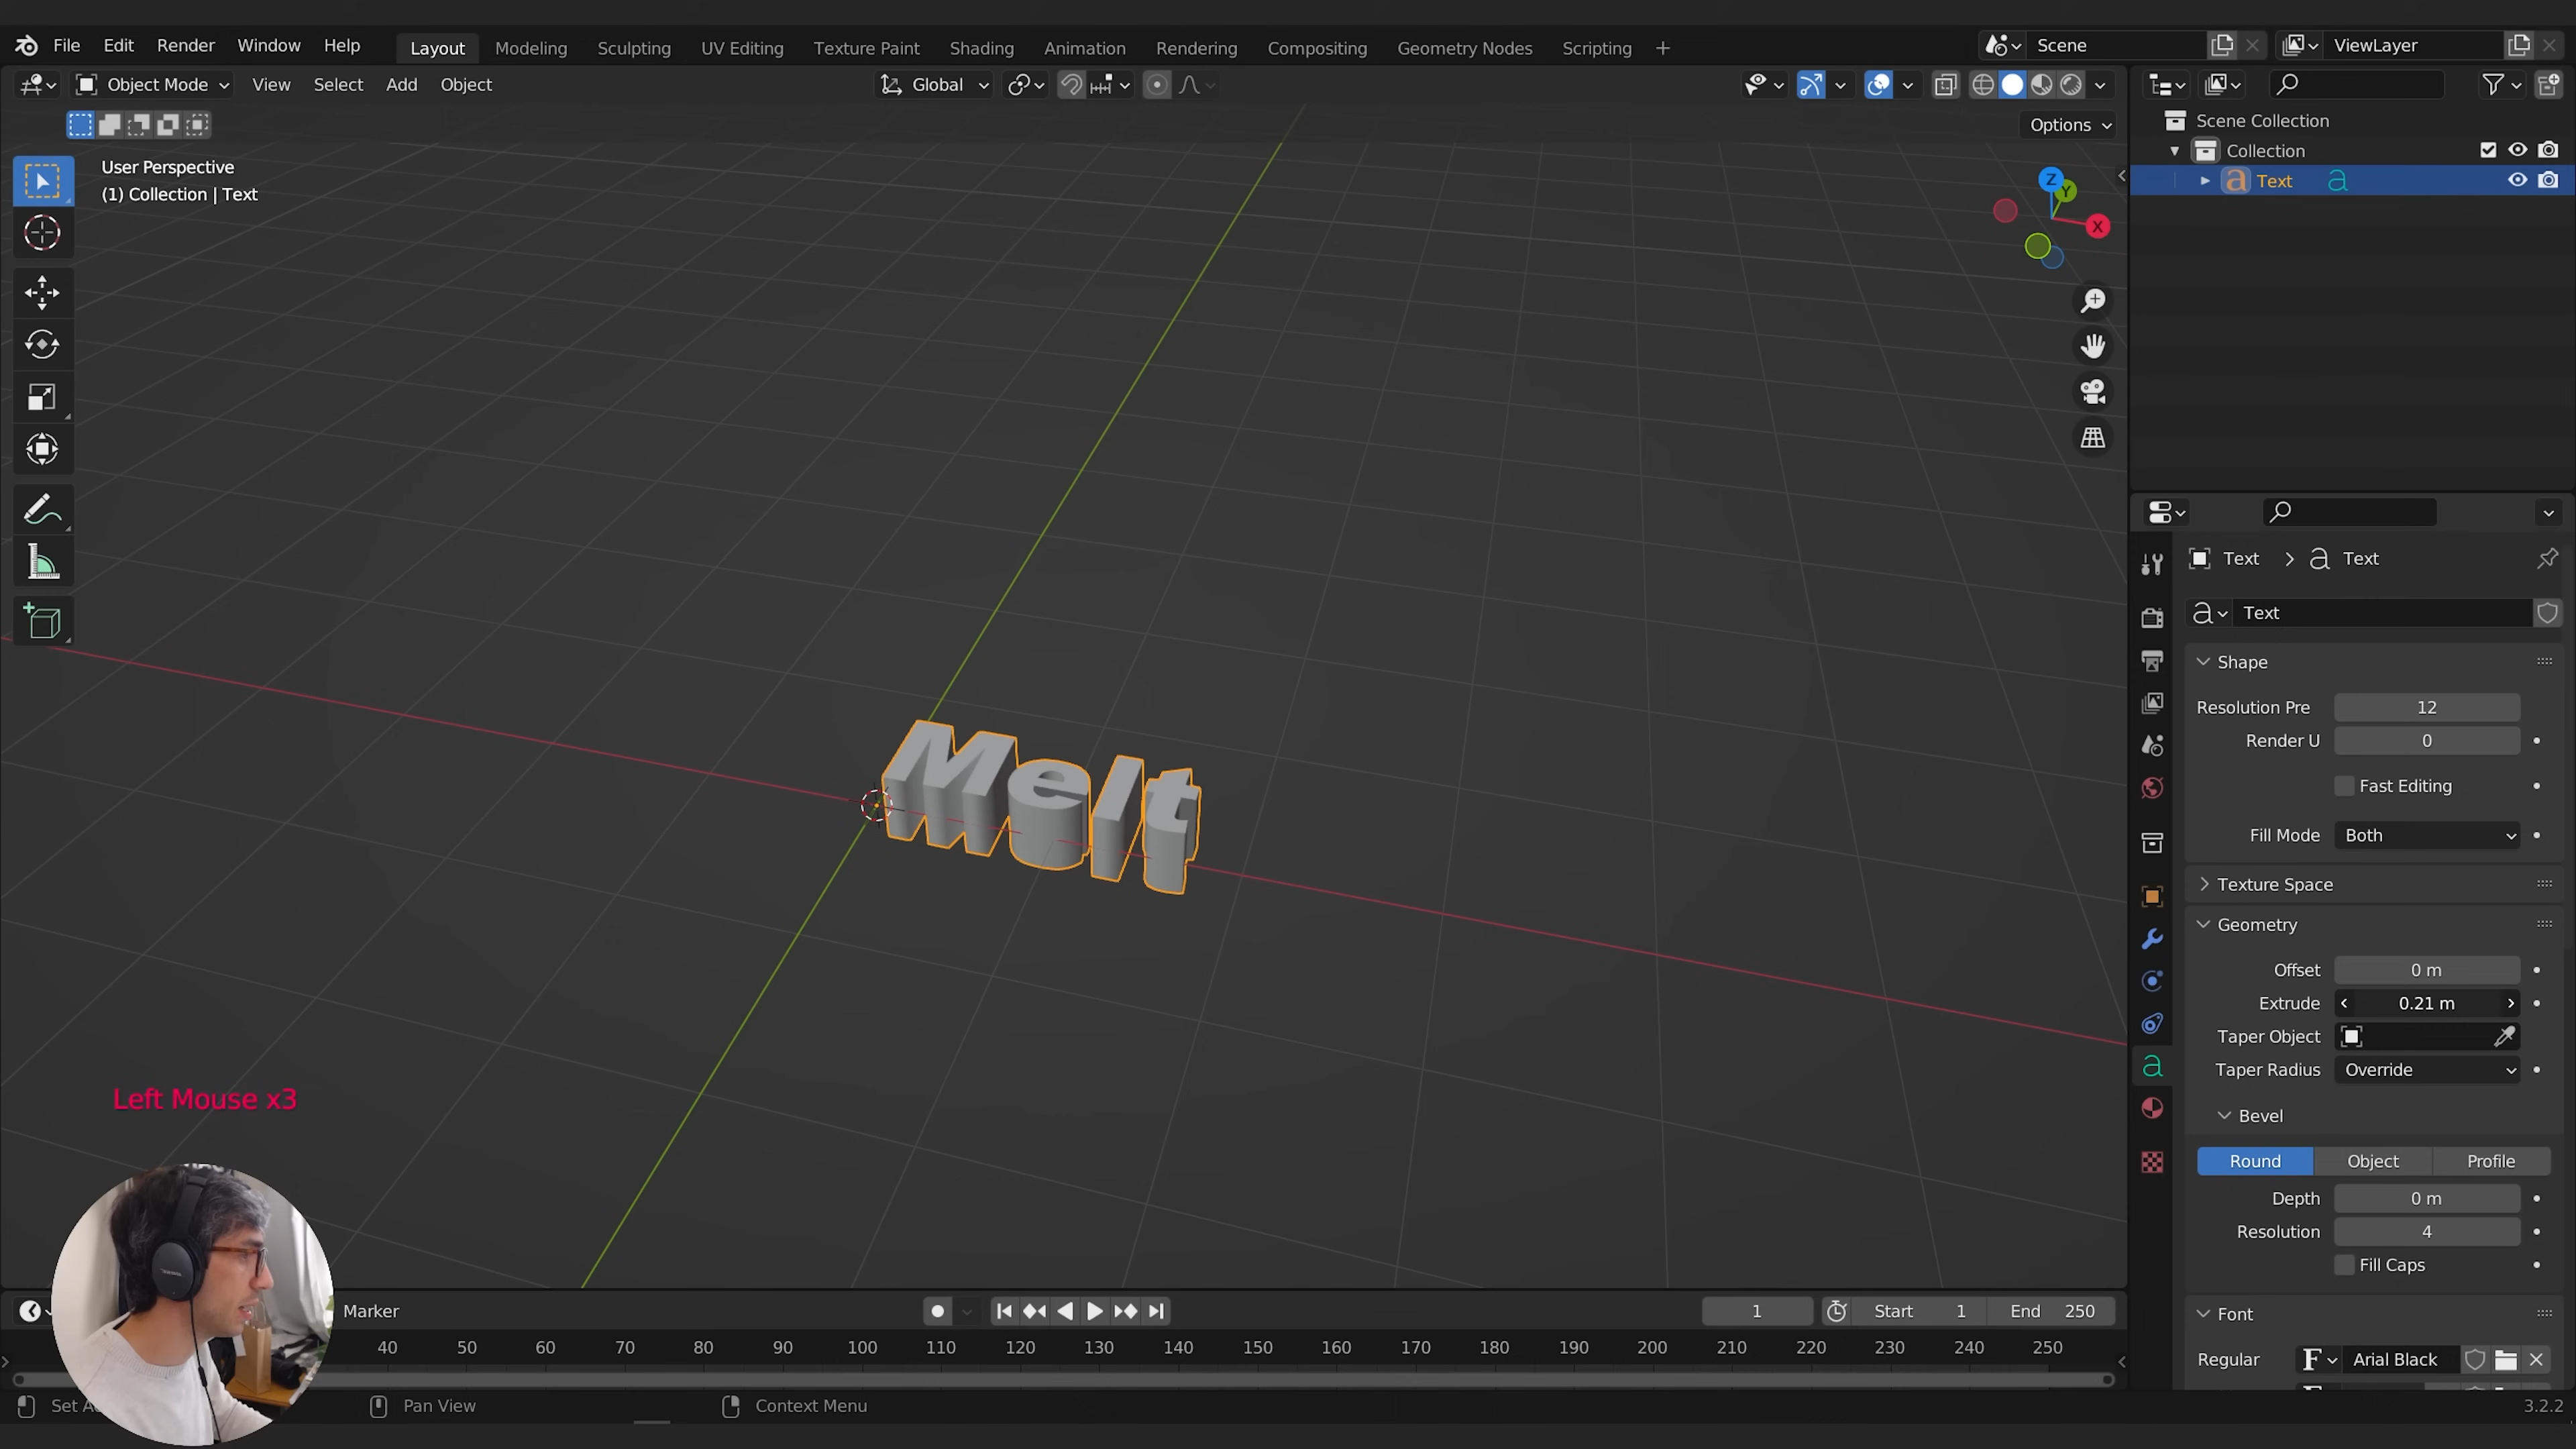 File Edit Render Window Help Layout Modeling Sculpting UV Editing Texture Paint Shading Animation Rendering Compositing Geometry Nodes Scripting + Scene ViewLayer
Object Mode View Select Add Object Global
Options
User Perspective
(1) Collection | Text
Z
Y
X
Scene Collection
Collection
Text
Text > Text
Text
Shape
Resolution Pre 12
Render U 0
Fast Editing
Fill Mode Both
Texture Space
Geometry
Offset 0 m
Extrude 0.21 m
Taper Object
Taper Radius Override
Bevel
Round Object Profile
Depth 0 m
Resolution 4
Fill Caps
Font
Regular Arial Black
Melt
Left Mouse x3
Marker 1 Start 1 End 250
40 50 60 70 80 90 100 110 120 130 140 150 160 170 180 190 200 210 220 230 240 250
Pan View Context Menu 3.2.2